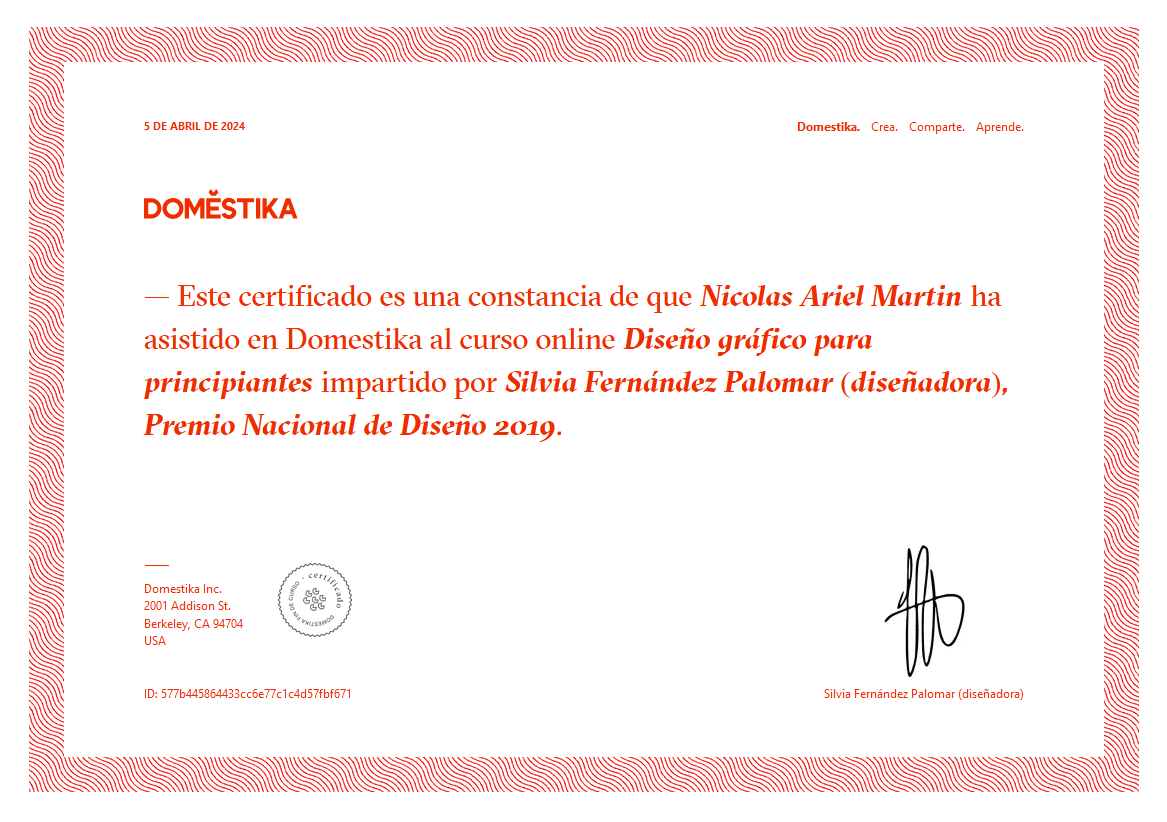 5 DE ABRIL DE 2024
Domestika. Crea. Comparte. Aprende.
DOMĚSTIKA
— Este certificado es una constancia de que Nicolas Ariel Martin ha
asistido en Domestika al curso online Diseño gráfico para
principiantes impartido por Silvia Fernández Palomar (diseñadora),
Premio Nacional de Diseño 2019.
Domestika Inc.
2001 Addison St.
Berkeley, CA 94704
USA
· certificado ·
DOMESTIKA FIN DE CURSO
ID: 577b445864433cc6e77c1c4d57fbf671
Silvia Fernández Palomar (diseñadora)